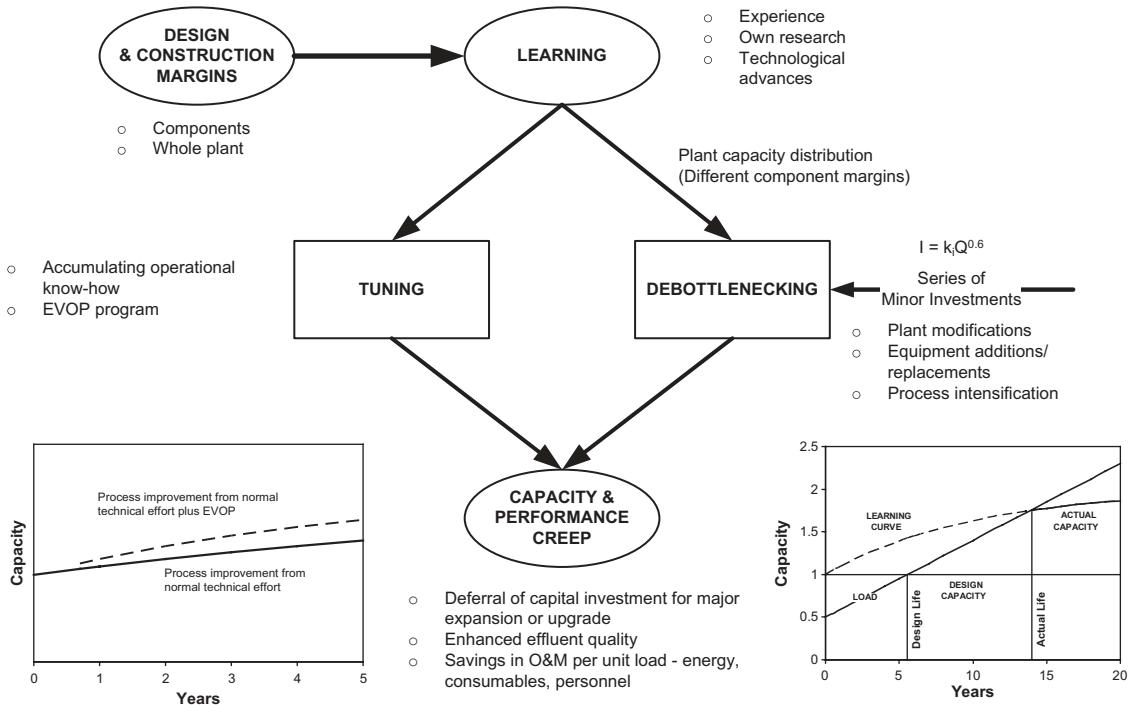 DESIGN
& CONSTRUCTION
MARGINS
LEARNING
○ Experience
○ Own research
○ Technological
advances
○ Components
○ Whole plant
Plant capacity distribution
(Different component margins)
○ Accumulating operational
know-how
○ EVOP program
TUNING
DEBOTTLENECKING
I = kᵢQ⁰·⁶
Series of
Minor Investments
○ Plant modifications
○ Equipment additions/
replacements
○ Process intensification
CAPACITY &
PERFORMANCE
CREEP
○ Deferral of capital investment for major
expansion or upgrade
○ Enhanced effluent quality
○ Savings in O&M per unit load - energy,
consumables, personnel
Capacity
Process improvement from normal
technical effort plus EVOP
Process improvement from
normal technical effort
0 1 2 3 4 5
Years
Capacity
2.5
2
1.5
1
0.5
0
LEARNING
CURVE
ACTUAL
CAPACITY
LOAD
Design Life
DESIGN
CAPACITY
Actual Life
0 5 10 15 20
Years